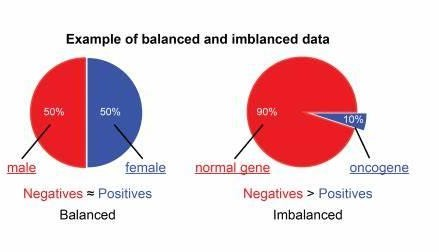 Example of balanced and imblanced data
50%
50%
male
female
Negatives ≈ Positives
Balanced
90%
10%
normal gene
oncogene
Negatives > Positives
Imbalanced